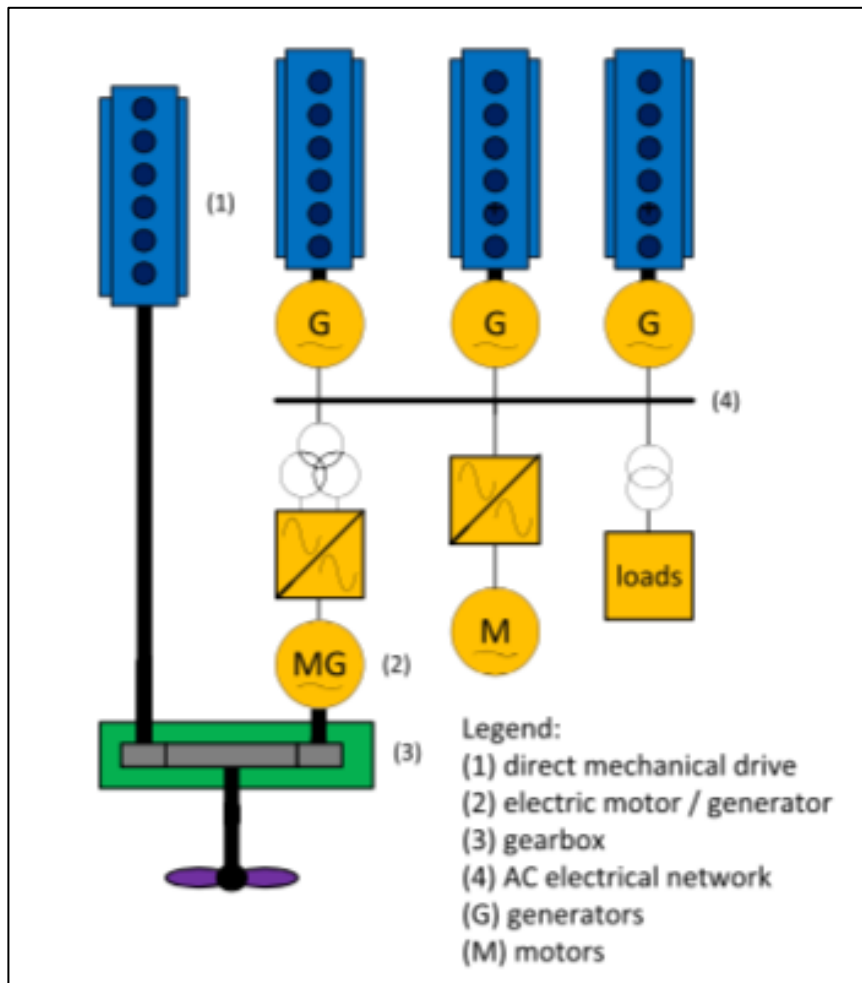 (1)
G G G
(4)
loads
M
MG (2)
(3)
Legend:
(1) direct mechanical drive
(2) electric motor / generator
(3) gearbox
(4) AC electrical network
(G) generators
(M) motors